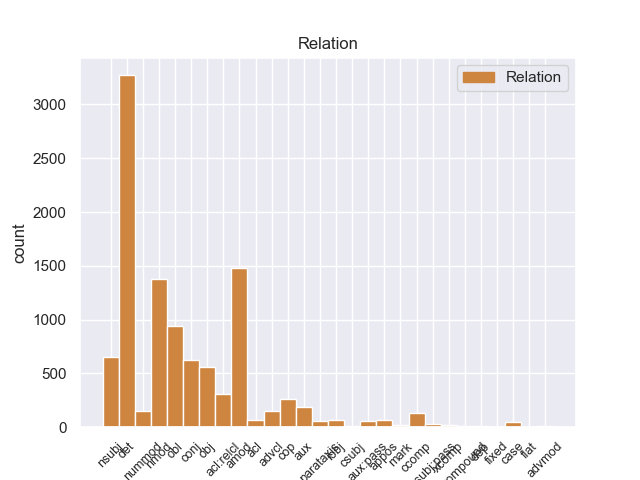 Relation
Relation
count
3000
2500
2000
1500
1000
500
0
nsubj
det
nummod
nmod
obl
conj
obj
acl:relcl
amod
acl
advcl
cop
aux
parataxis
iobj
csubj
aux:pass
appos
mark
ccomp
xcomp
fixed
case
flat
advmod